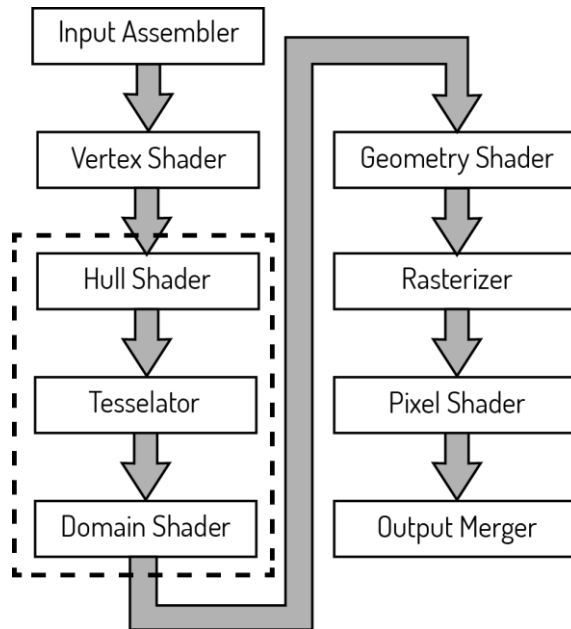 Input Assembler
Vertex Shader
Hull Shader
Tesselator
Domain Shader
Geometry Shader
Rasterizer
Pixel Shader
Output Merger